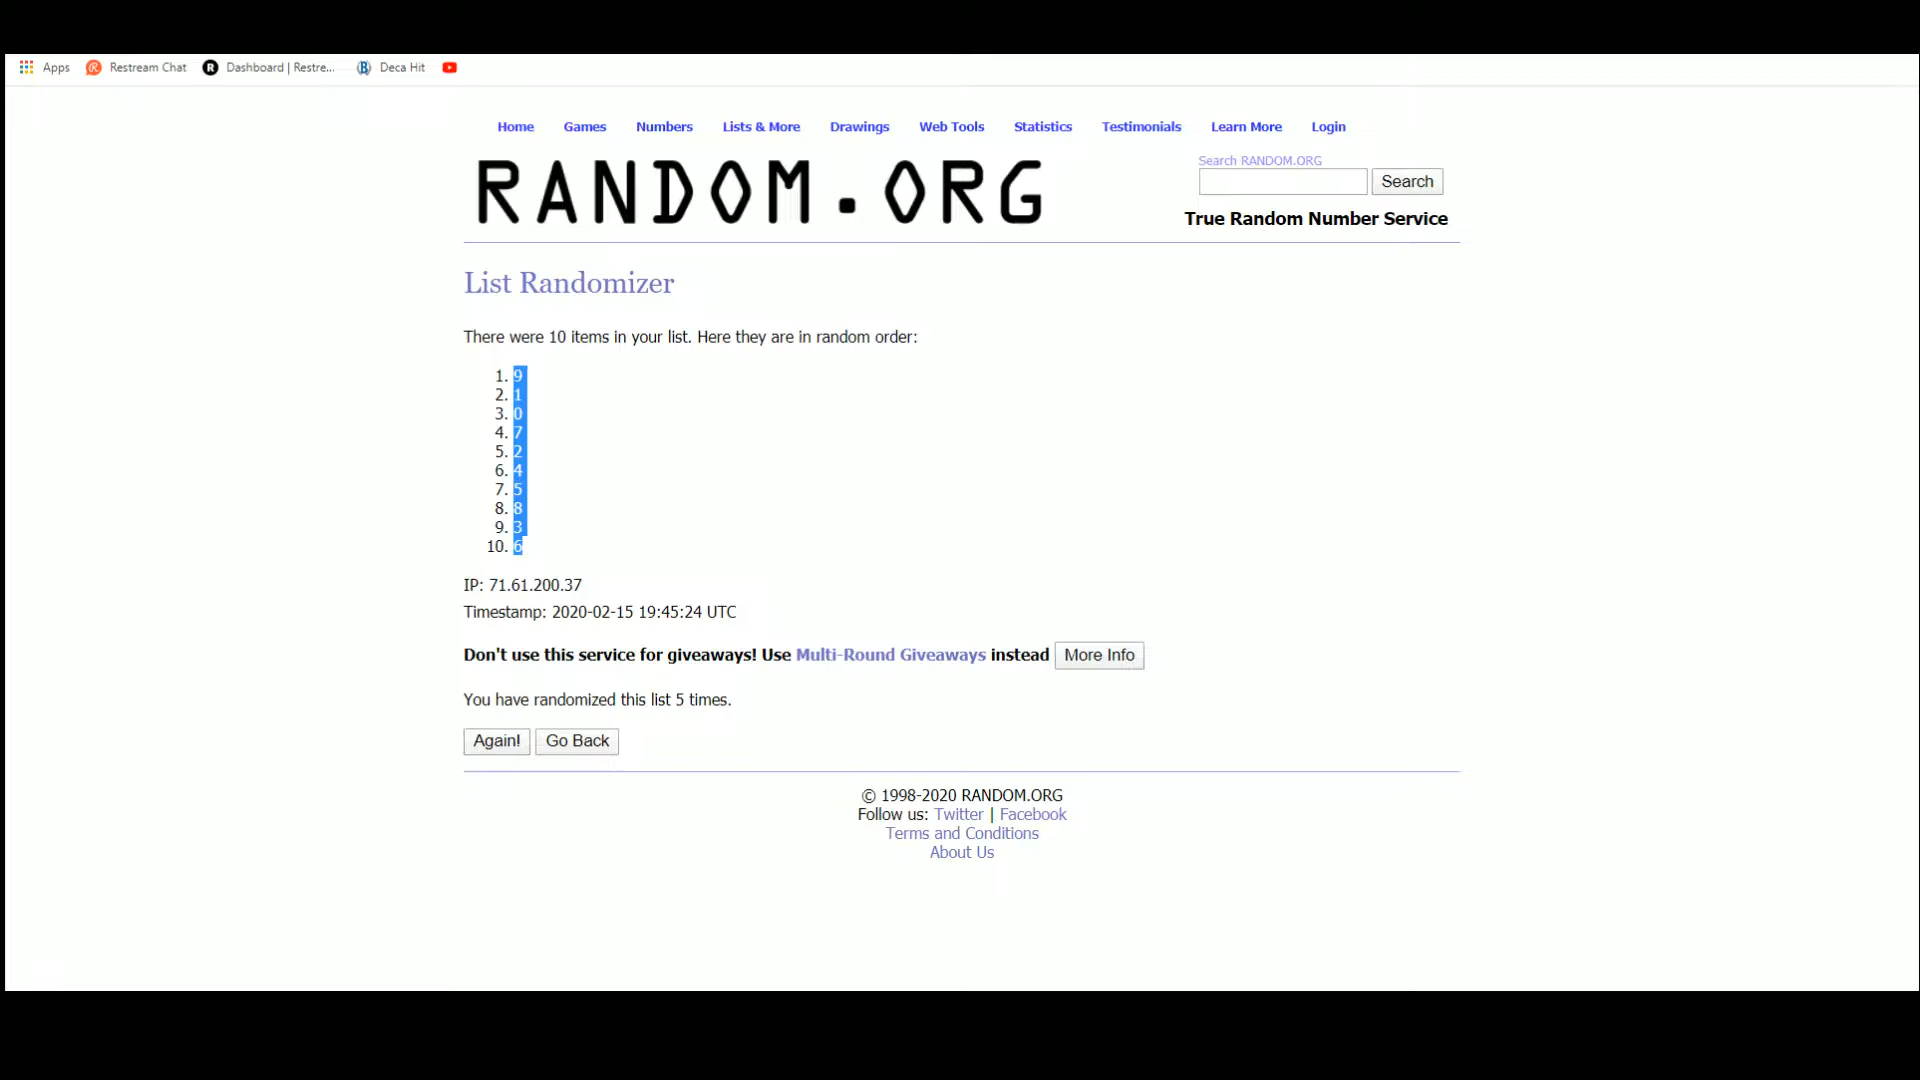 Apps Restream Chat Dashboard | Restre... Deca Hit
Home Games Numbers Lists & More Drawings Web Tools Statistics Testimonials Learn More Login
RANDOM.ORG
Search RANDOM.ORG
Search
True Random Number Service
List Randomizer
There were 10 items in your list. Here they are in random order:
1. 9
2. 1
3. 0
4. 7
5. 2
6. 4
7. 5
8. 8
9. 3
10. 6
IP: 71.61.200.37
Timestamp: 2020-02-15 19:45:24 UTC
Don't use this service for giveaways! Use Multi-Round Giveaways instead More Info
You have randomized this list 5 times.
Again! Go Back
© 1998-2020 RANDOM.ORG
Follow us: Twitter | Facebook
Terms and Conditions
About Us